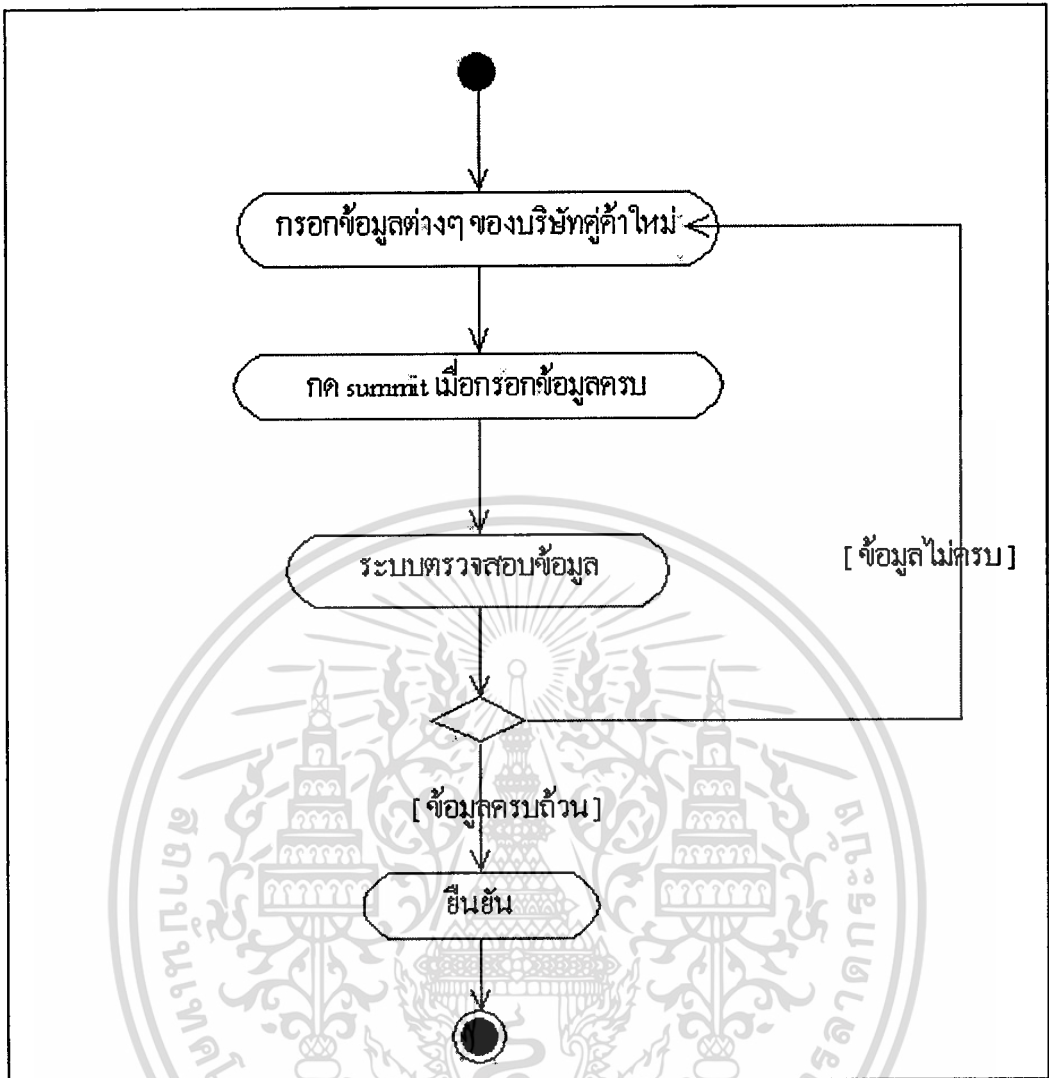 กรอกข้อมูลต่างๆ ของบริษัทคู่ค้าใหม่
กด summit เมื่อกรอกข้อมูลครบ
ระบบตรวจสอบข้อมูล
[ ข้อมูลไม่ครบ ]
[ ข้อมูลครบถ้วน ]
ยืนยัน